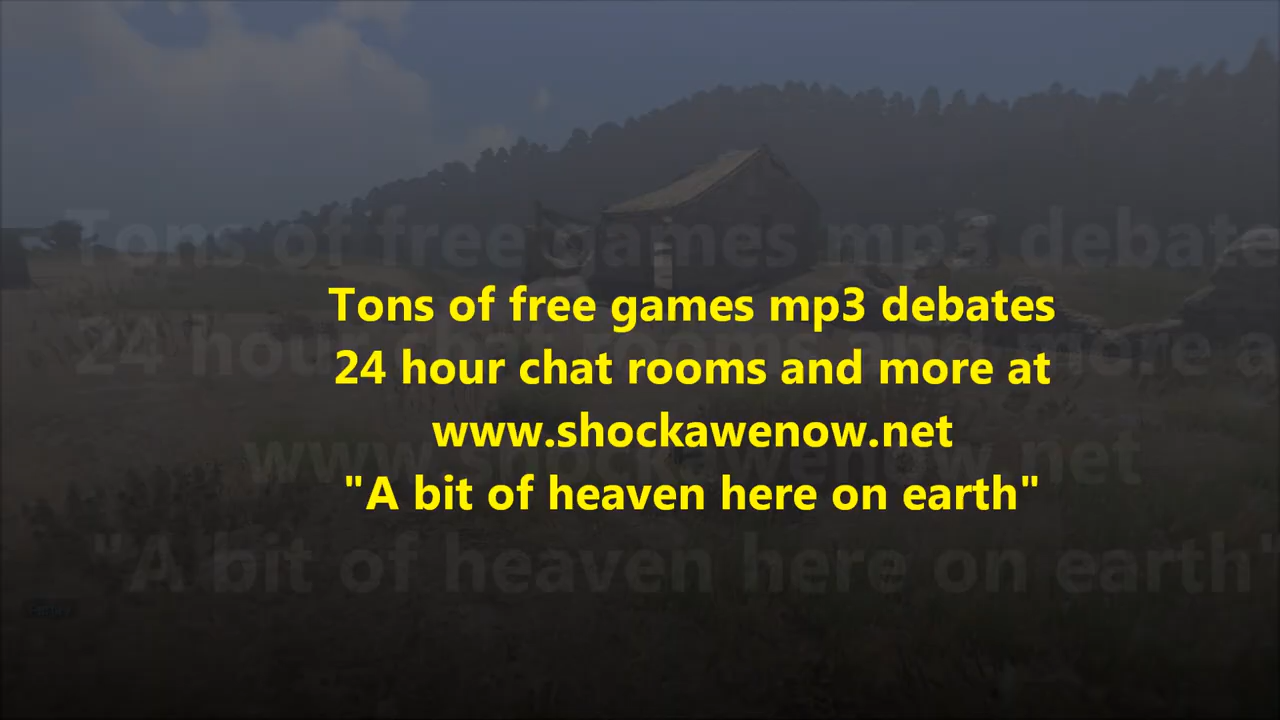 Tons of free games mp3 debates
24 hour chat rooms and more at
www.shockawenow.net
"A bit of heaven here on earth"